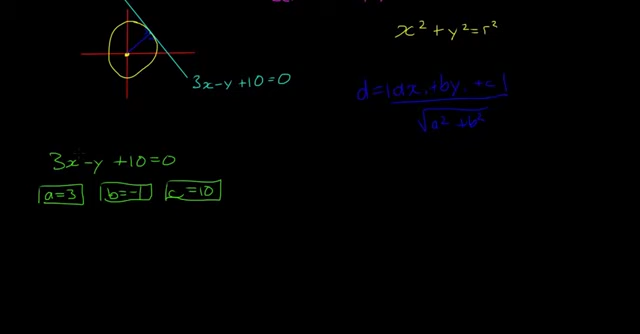 x² + y² = r²
3x - y + 10 = 0
d = |ax₁ + by₁ + c|
√a² + b²
3x - y + 10 = 0
a = 3 b = -1 c = 10